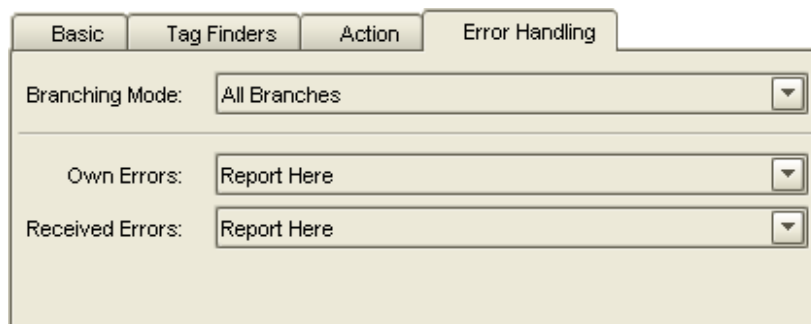 Basic Tag Finders Action Error Handling
Branching Mode: All Branches
Own Errors: Report Here
Received Errors: Report Here